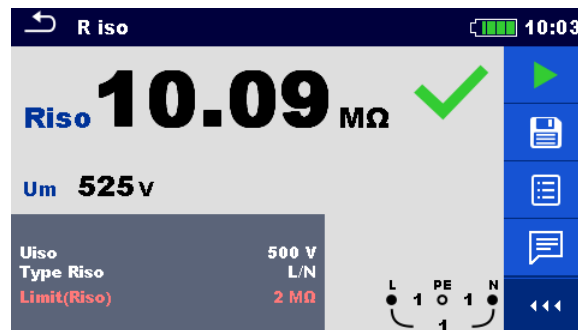 R iso 10:03
Riso 10.09 MΩ
Um 525 V
Uiso 500 V
Type Riso L/N
Limit(Riso) 2 MΩ
L PE N
1 1
1